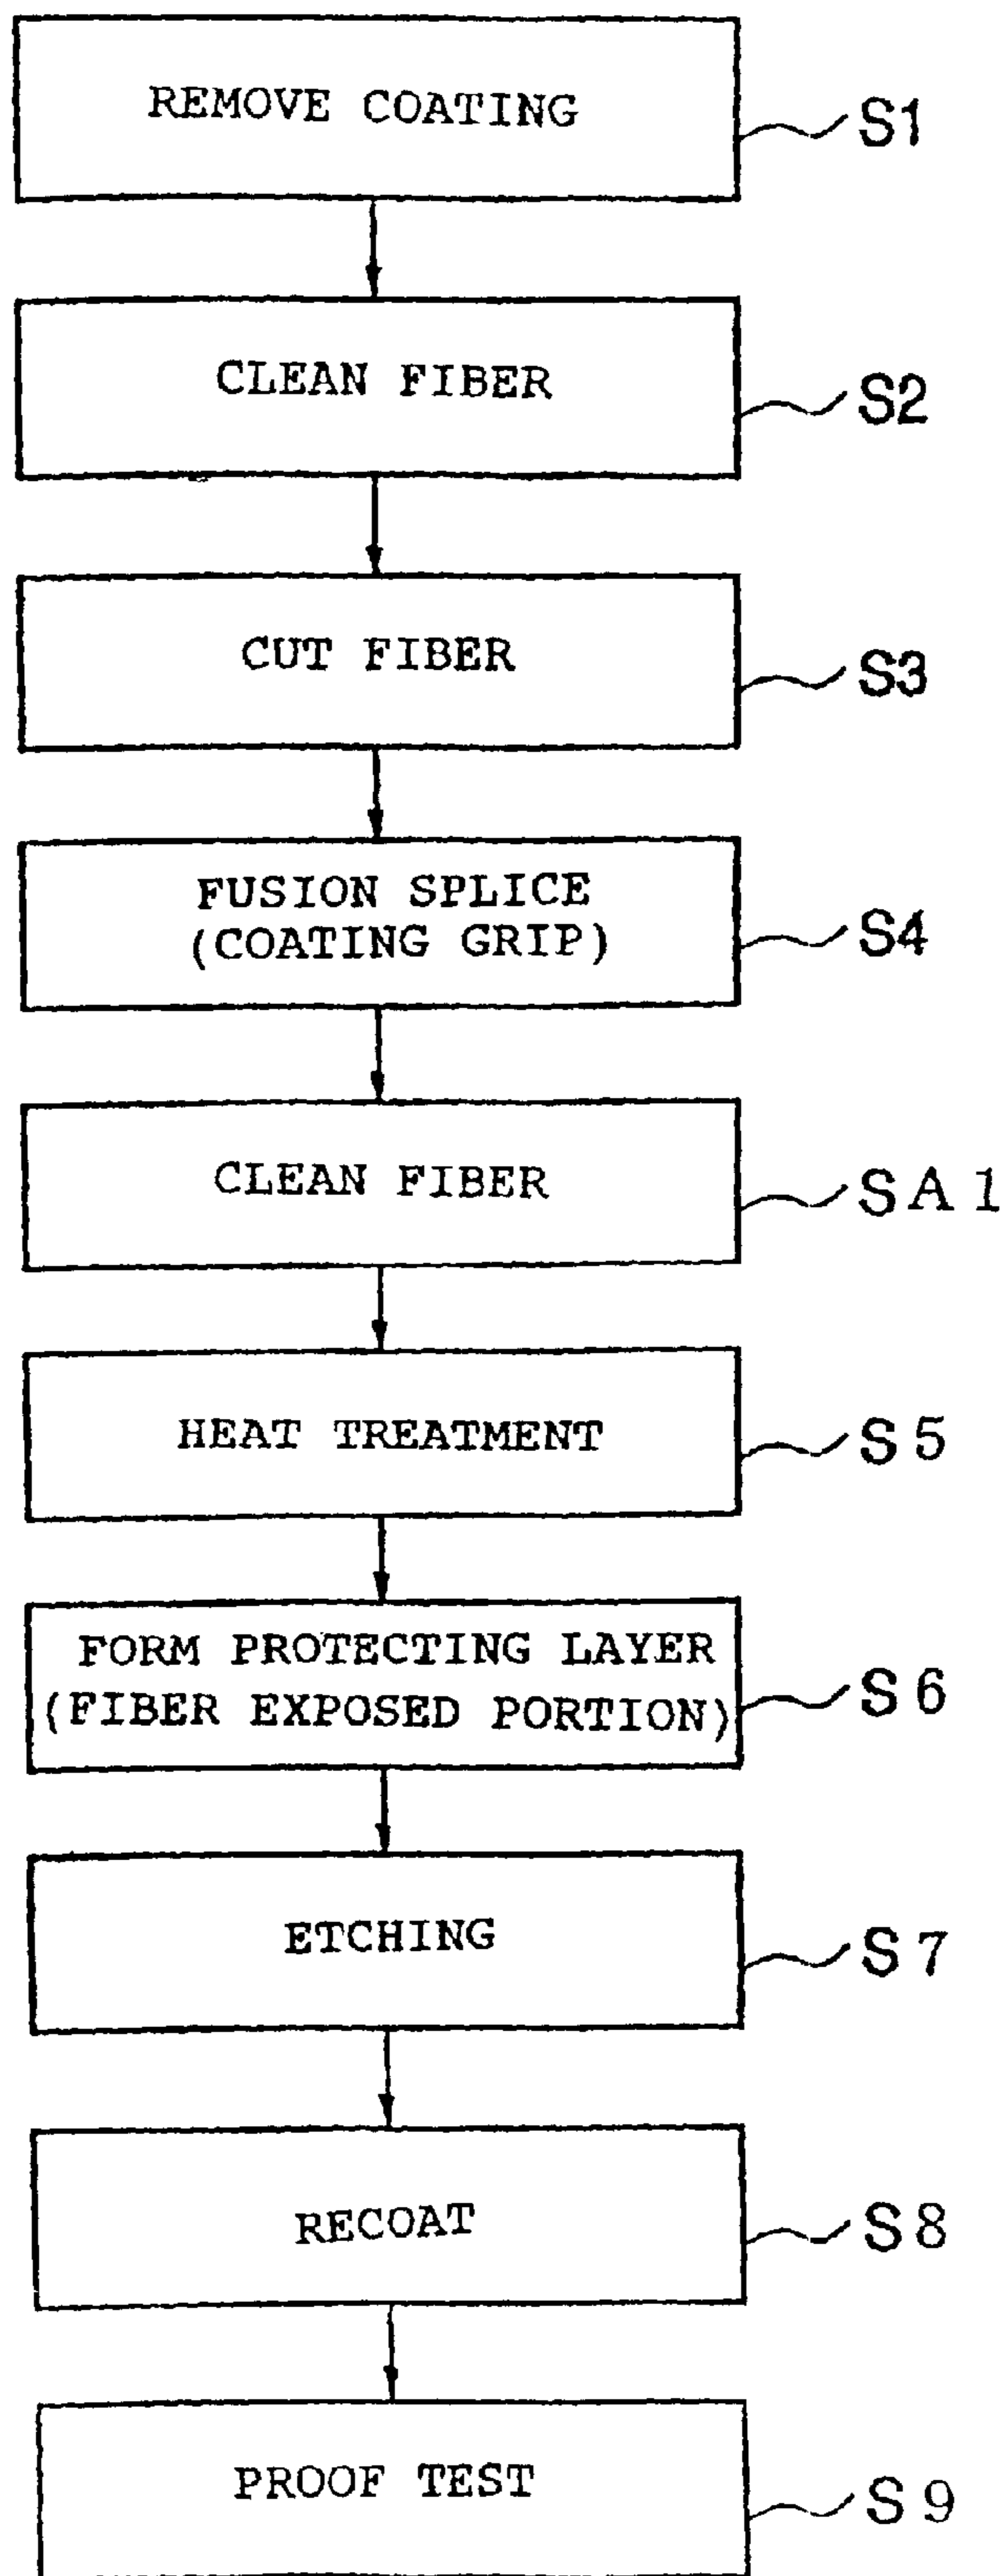 REMOVE COATING
S1
CLEAN FIBER
S2
CUT FIBER
S3
FUSION SPLICE
(COATING GRIP)
S4
CLEAN FIBER
SA1
HEAT TREATMENT
S5
FORM PROTECTING LAYER
(FIBER EXPOSED PORTION)
S6
ETCHING
S7
RECOAT
S8
PROOF TEST
S9